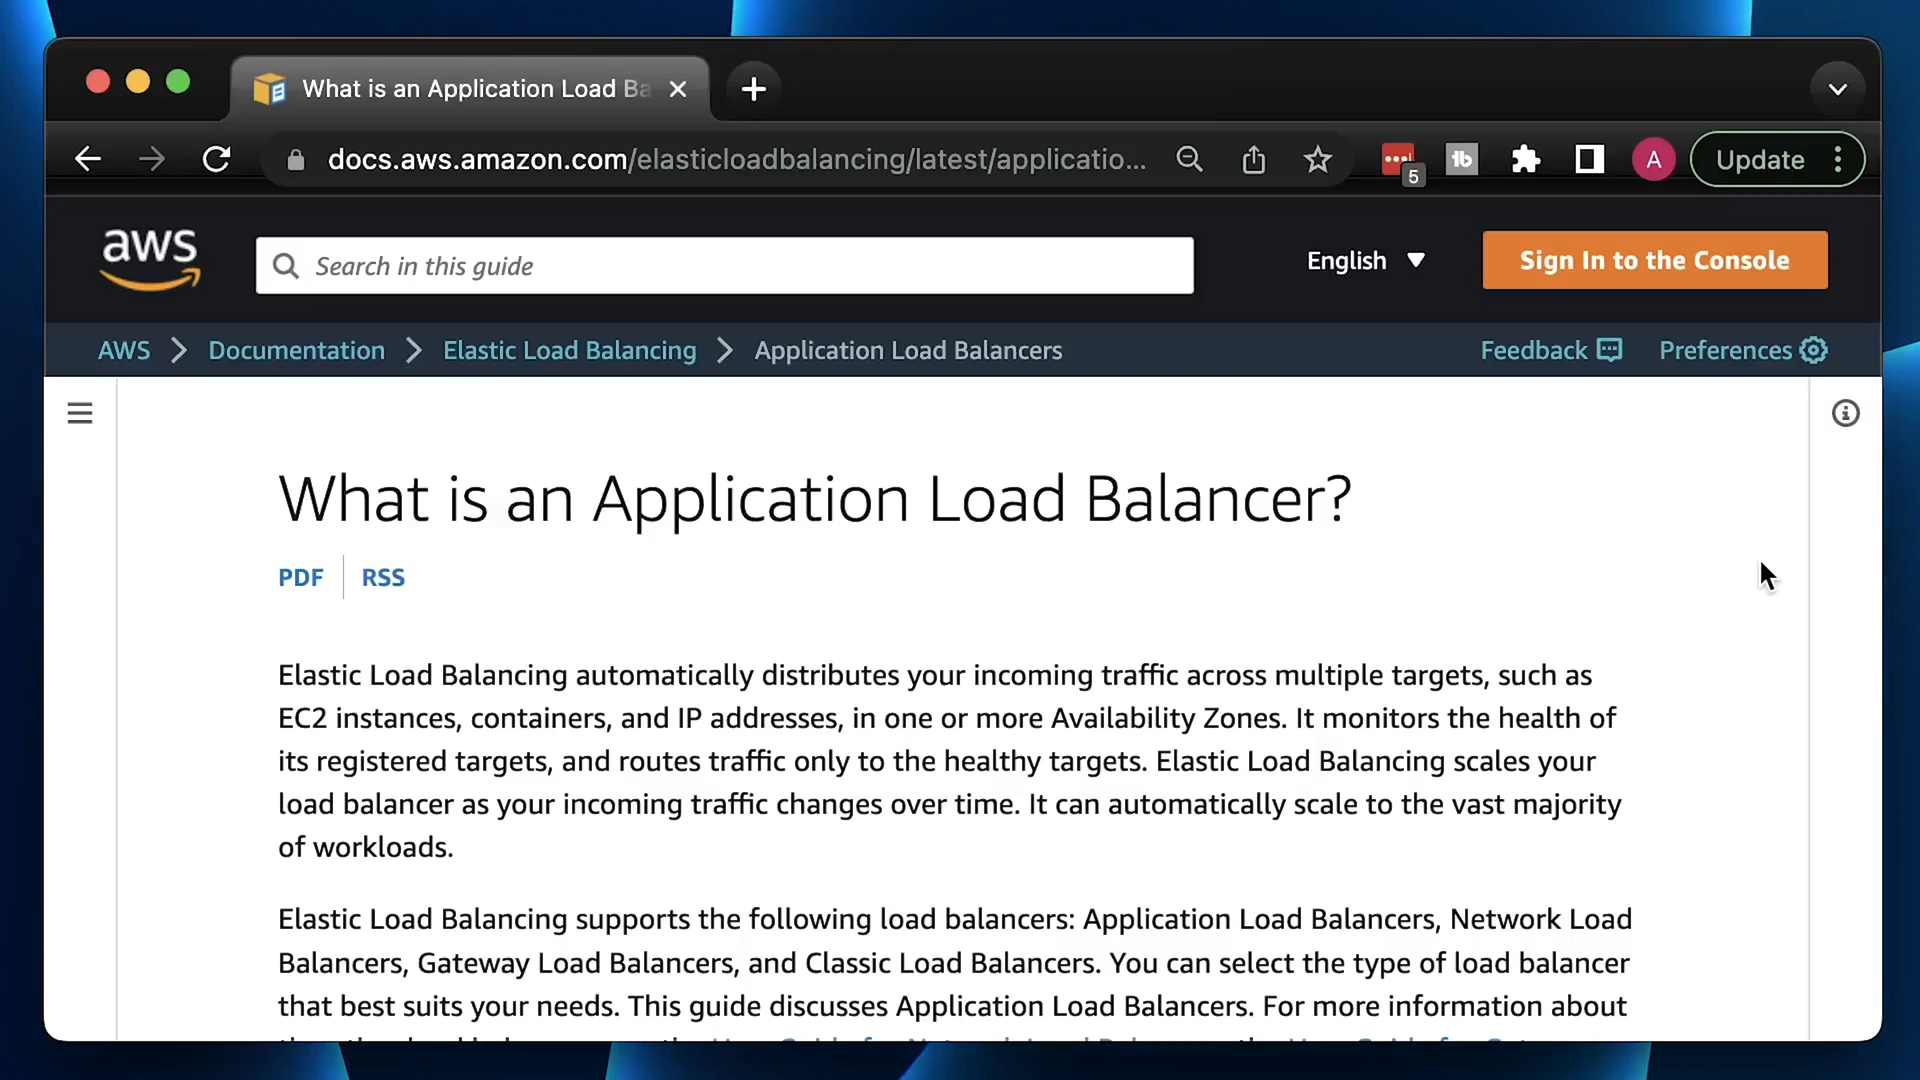 What is an Application Load Ba
docs.aws.amazon.com/elasticloadbalancing/latest/applicatio...
5
tb
A
Update
aws
Search in this guide
English
Sign In to the Console
AWS > Documentation > Elastic Load Balancing > Application Load Balancers
Feedback
Preferences
What is an Application Load Balancer?
PDF
RSS
Elastic Load Balancing automatically distributes your incoming traffic across multiple targets, such as
EC2 instances, containers, and IP addresses, in one or more Availability Zones. It monitors the health of
its registered targets, and routes traffic only to the healthy targets. Elastic Load Balancing scales your
load balancer as your incoming traffic changes over time. It can automatically scale to the vast majority
of workloads.
Elastic Load Balancing supports the following load balancers: Application Load Balancers, Network Load
Balancers, Gateway Load Balancers, and Classic Load Balancers. You can select the type of load balancer
that best suits your needs. This guide discusses Application Load Balancers. For more information about